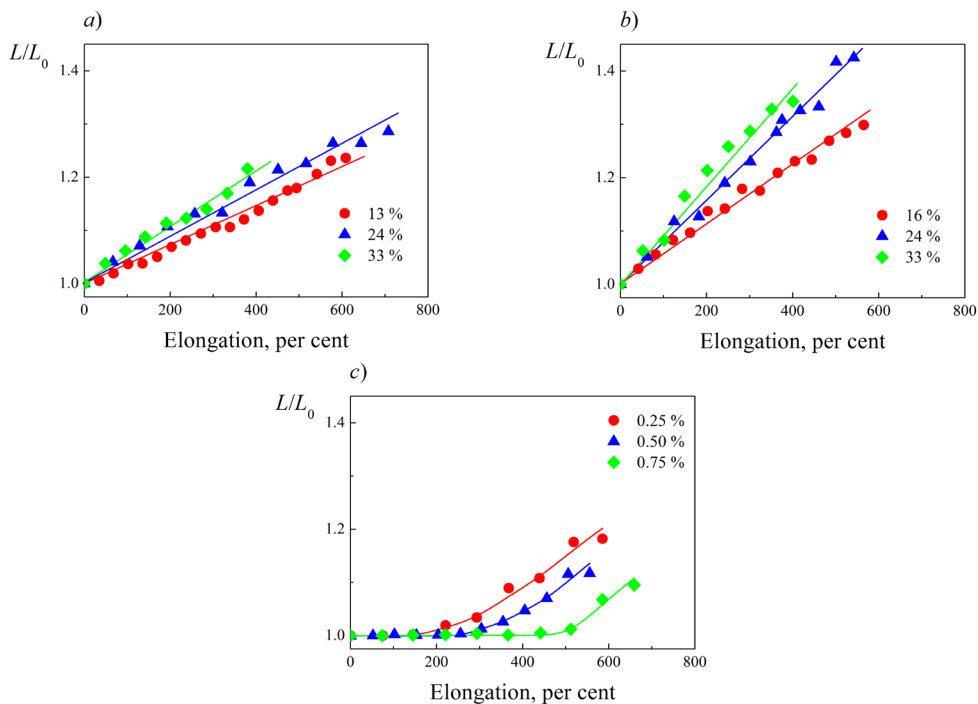 a)
L/L0
1.4
1.2
1.0
13 %
24 %
33 %
0 200 400 600 800
Elongation, per cent
b)
L/L0
1.4
1.2
1.0
16 %
24 %
33 %
0 200 400 600 800
Elongation, per cent
c)
L/L0
1.4
1.2
1.0
0.25 %
0.50 %
0.75 %
0 200 400 600 800
Elongation, per cent